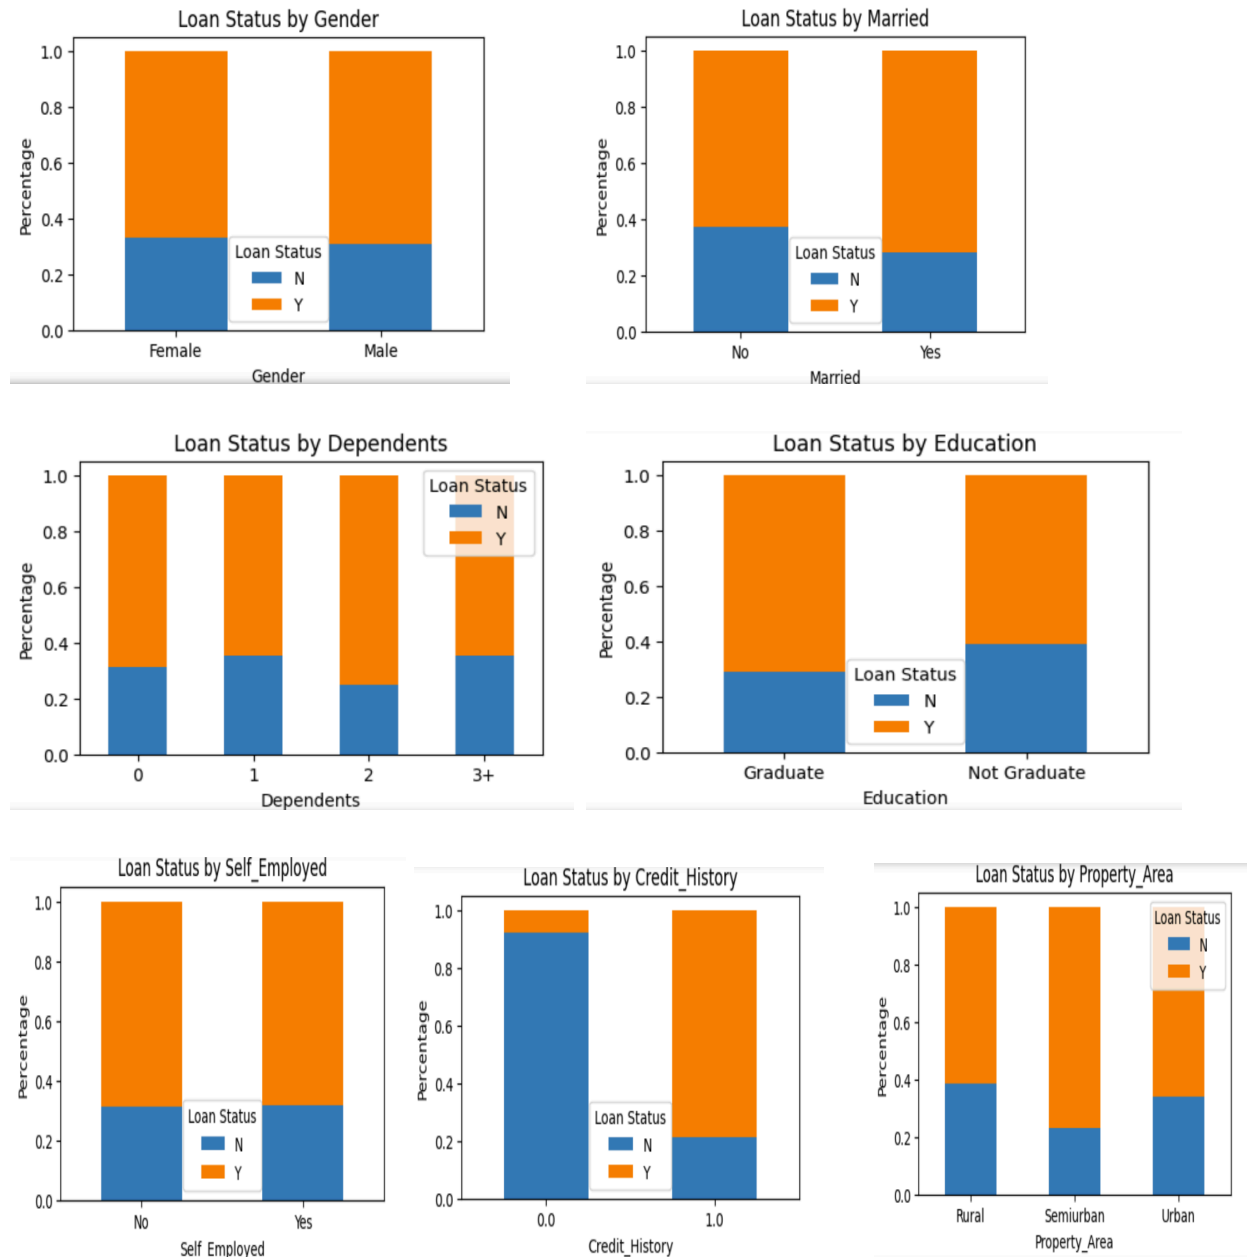 Loan Status by Gender
Percentage
1.0
0.8
0.6
0.4
0.2
0.0
Loan Status
N
Y
Female Male
Gender
Loan Status by Married
Percentage
1.0
0.8
0.6
0.4
0.2
0.0
Loan Status
N
Y
No Yes
Married
Loan Status by Dependents
Percentage
1.0
0.8
0.6
0.4
0.2
0.0
Loan Status
N
Y
0 1 2 3+
Dependents
Loan Status by Education
Percentage
1.0
0.8
0.6
0.4
0.2
0.0
Loan Status
N
Y
Graduate Not Graduate
Education
Loan Status by Self_Employed
Percentage
1.0
0.8
0.6
0.4
0.2
0.0
Loan Status
N
Y
No Yes
Self_Employed
Loan Status by Credit_History
Percentage
1.0
0.8
0.6
0.4
0.2
0.0
Loan Status
N
Y
0.0 1.0
Credit_History
Loan Status by Property_Area
Percentage
1.0
0.8
0.6
0.4
0.2
0.0
Loan Status
N
Y
Rural Semiurban Urban
Property_Area